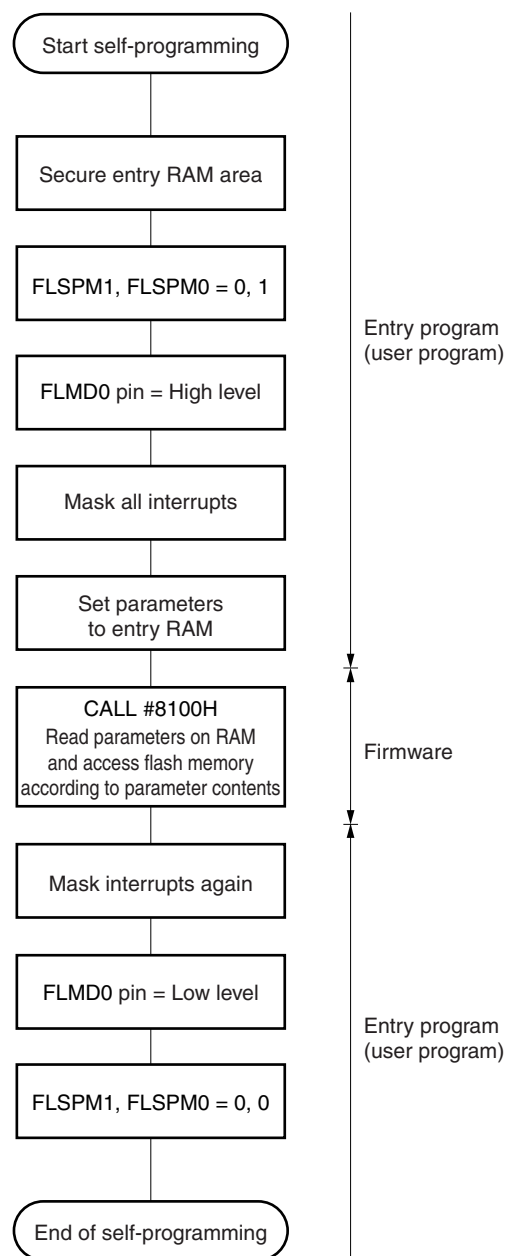 Start self-programming
Secure entry RAM area
FLSPM1, FLSPM0 = 0, 1
Entry program
(user program)
FLMD0 pin = High level
Mask all interrupts
Set parameters
to entry RAM
CALL #8100H
Read parameters on RAM
and access flash memory
according to parameter contents
Firmware
Mask interrupts again
FLMD0 pin = Low level
Entry program
(user program)
FLSPM1, FLSPM0 = 0, 0
End of self-programming